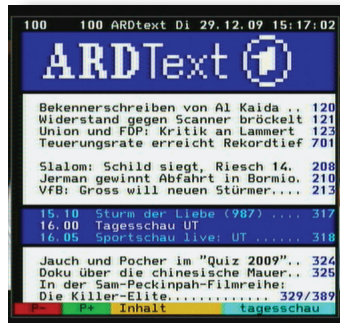 100 100 ARDtext Di 29.12.09 15:17:02
ARDText 1
Bekennerschreiben von Al Kaida .. 120
Widerstand gegen Scanner bröckelt 121
Union und FDP: Kritik an Lammert 123
Teuerungsrate erreicht Rekordtief 701
Slalom: Schild siegt, Riesch 14. 208
Jerman gewinnt Abfahrt in Bormio. 210
VfB: Gross will neuen Stürmer.... 213
15.10 Sturm der Liebe (987) .... 317
16.00 Tagesschau UT
16.05 Sportschau live: UT ...... 318
Jauch und Pocher im "Quiz 2009".. 324
Doku über die chinesische Mauer.. 325
In der Sam-Peckinpah-Filmreihe:
Die Killer-Elite............. 329/389
P- P+ Inhalt tagesschau